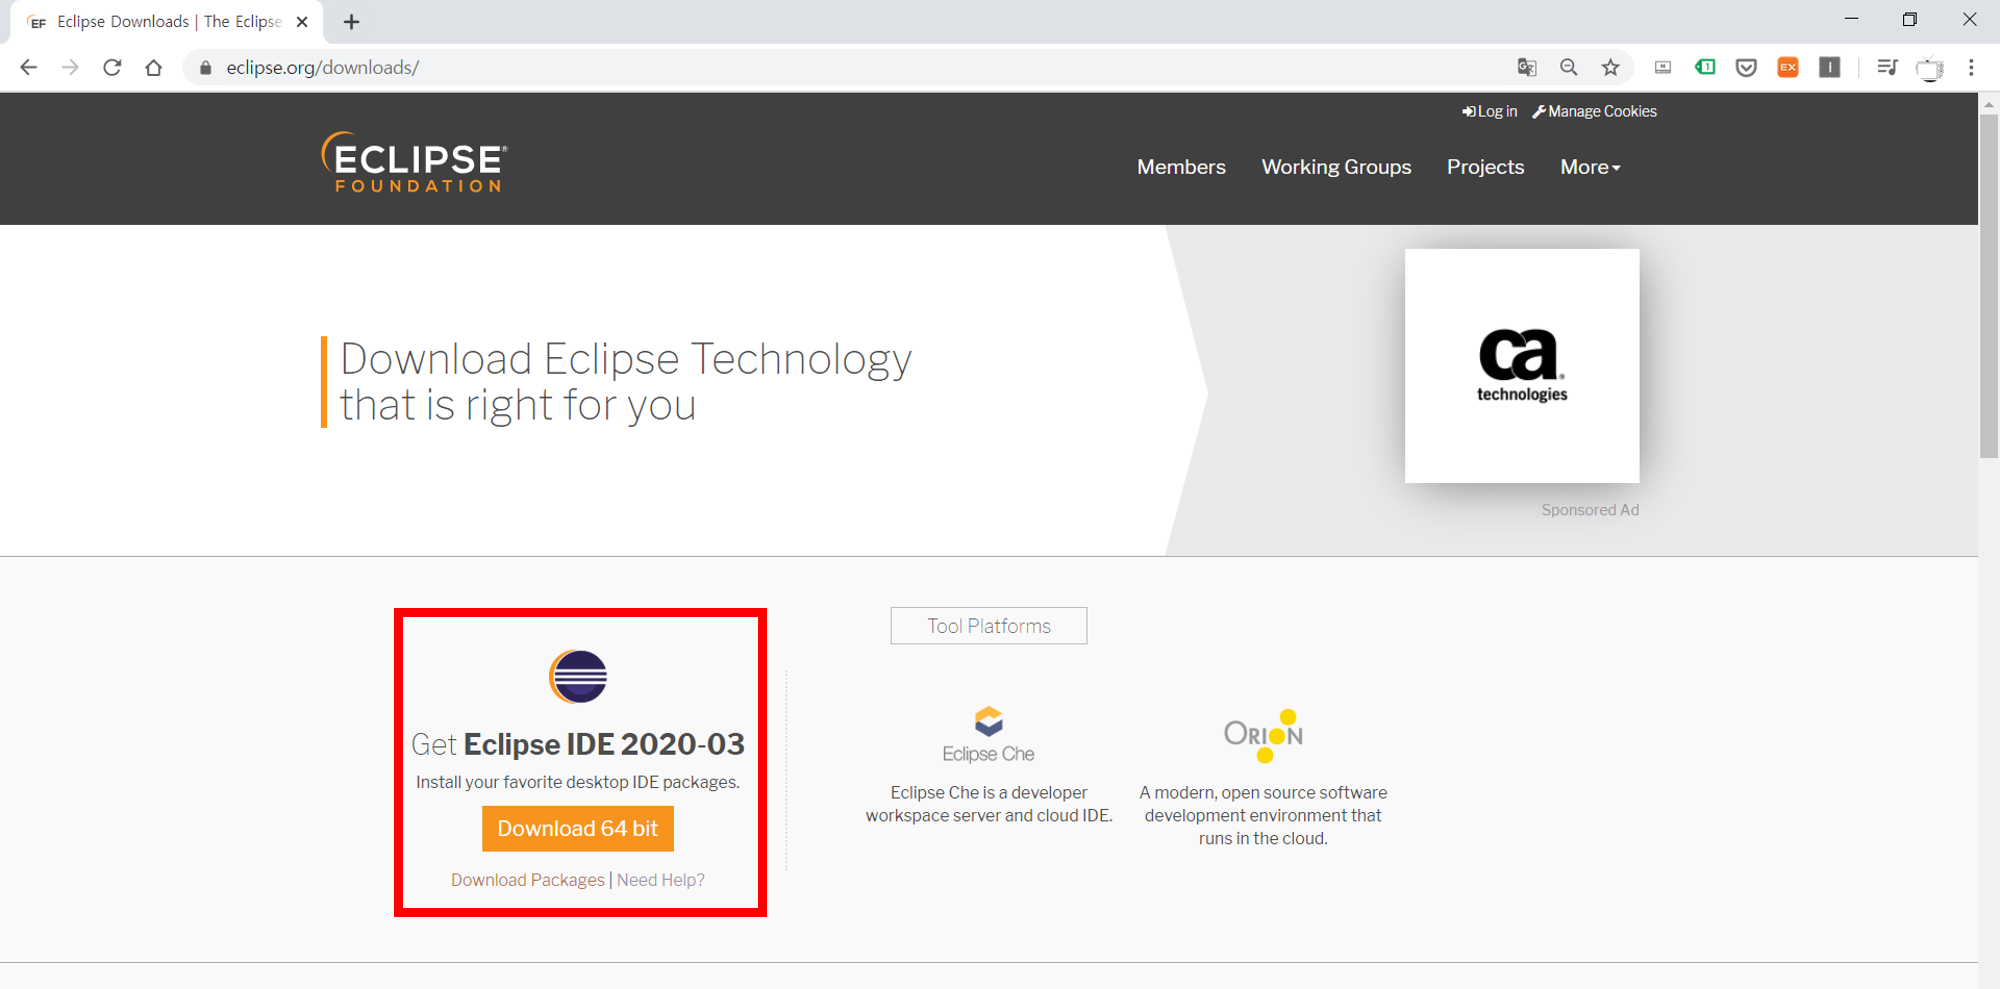 EF Eclipse Downloads | The Eclipse
eclipse.org/downloads/
1
EX
I
Log in Manage Cookies
ECLIPSE®
FOUNDATION
Members Working Groups Projects More
Download Eclipse Technology
that is right for you
ca
technologies
Sponsored Ad
Get Eclipse IDE 2020-03
Install your favorite desktop IDE packages.
Download 64 bit
Download Packages | Need Help?
Tool Platforms
Eclipse Che
Eclipse Che is a developer
workspace server and cloud IDE.
ORION
A modern, open source software
development environment that
runs in the cloud.